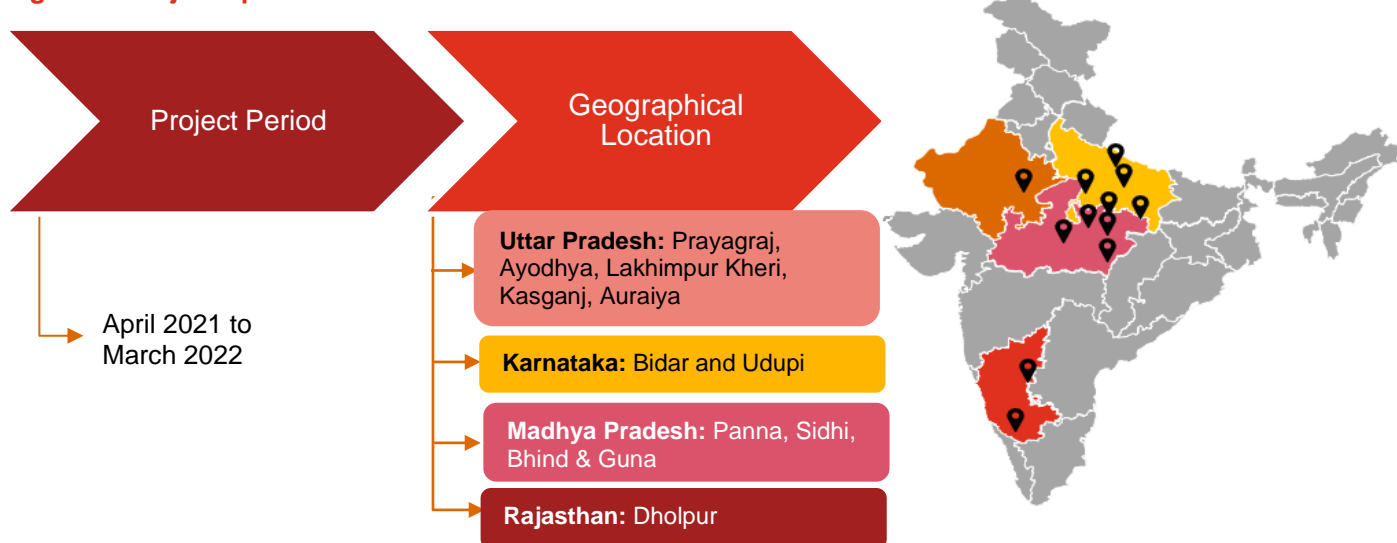 Project Period
Geographical
Location
April 2021 to
March 2022
Uttar Pradesh: Prayagraj,
Ayodhya, Lakhimpur Kheri,
Kasganj, Auraiya
Karnataka: Bidar and Udupi
Madhya Pradesh: Panna, Sidhi,
Bhind & Guna
Rajasthan: Dholpur